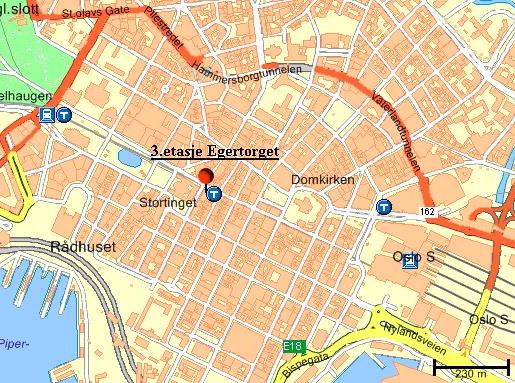 gl.slott
St.olavs Gate
Pilestredet
Hammersborgtunnelen
elhaugen
T
Vaterlandtunnelen
3.etasje Egertorget
Domkirken
T
Stortinget
T
162
Rådhuset
Oslo S
Oslo S
Nylandsveien
E18
Bispegata
Piper-
230 m